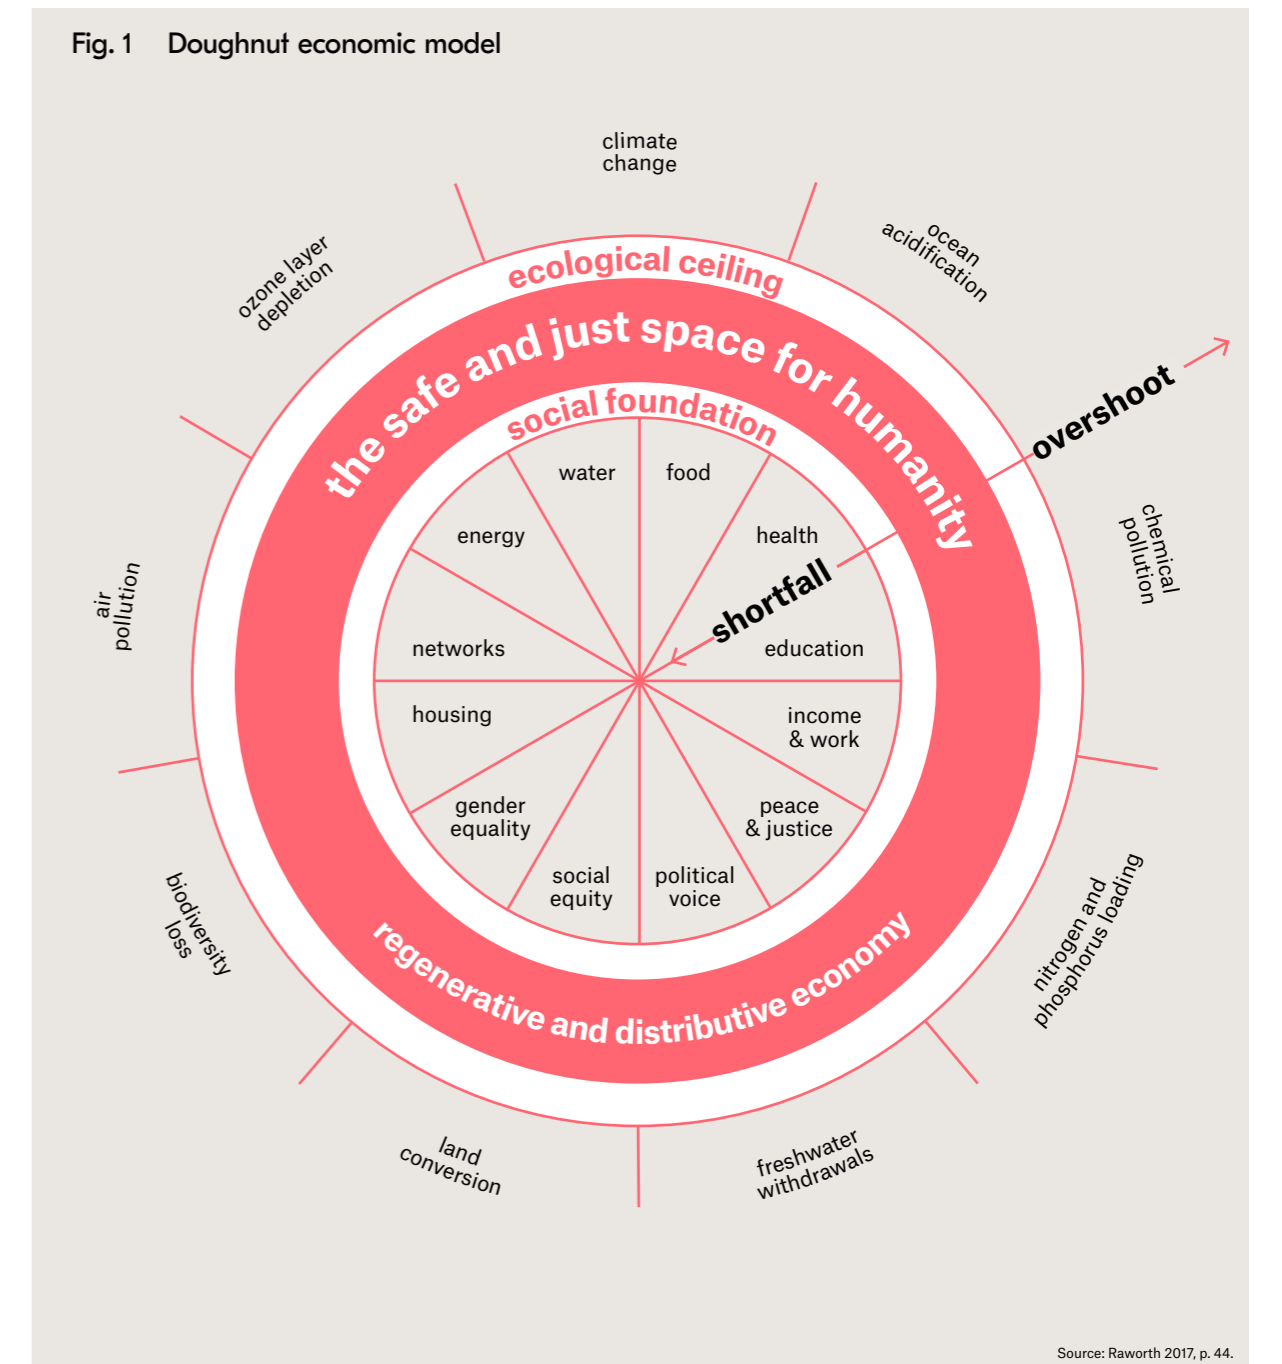 Fig. 1 Doughnut economic model
climate
change
ocean
acidification
ozone layer
depletion
ecological ceiling
the safe and just space for humanity
social foundation
overshoot
water
food
energy
health
shortfall
chemical
pollution
air
pollution
networks
education
housing
income
& work
gender
equality
peace
& justice
social
equity
political
voice
biodiversity
loss
nitrogen and
phosphorus loading
regenerative and distributive economy
land
conversion
freshwater
withdrawals
Source: Raworth 2017, p. 44.